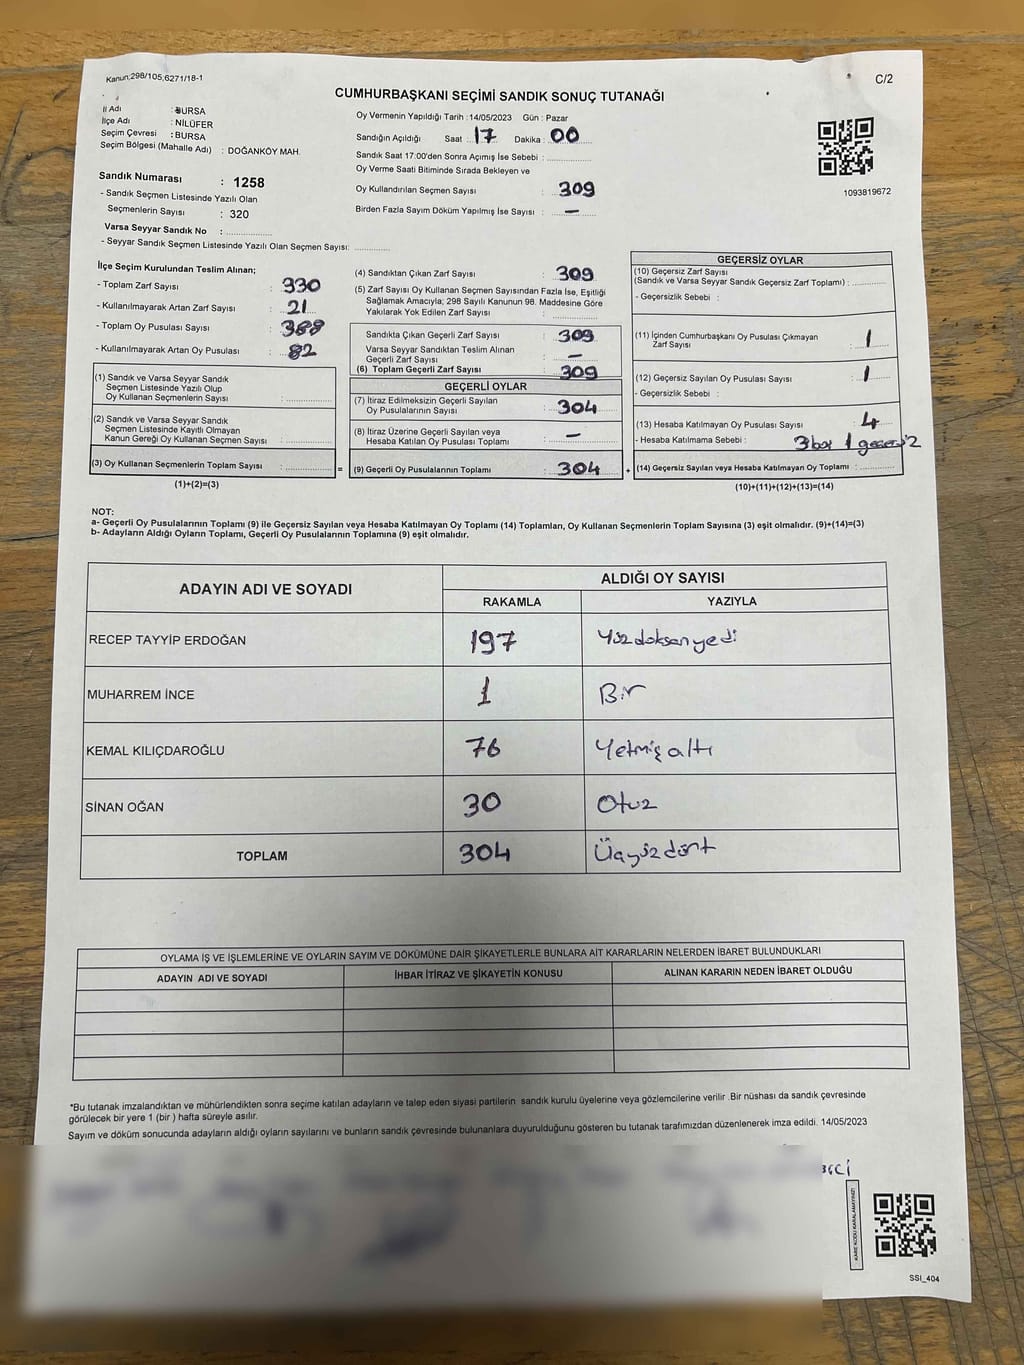 Kanun;298/105,6271/18-1
C/2
CUMHURBAŞKANI SEÇİMİ SANDIK SONUÇ TUTANAĞI
İl Adı : BURSA
İlçe Adı : NİLÜFER
Seçim Çevresi : BURSA
Seçim Bölgesi (Mahalle Adı) : DOĞANKÖY MAH.
Sandık Numarası : 1258
- Sandık Seçmen Listesinde Yazılı Olan
Seçmenlerin Sayısı : 320
Varsa Seyyar Sandık No :
- Seyyar Sandık Seçmen Listesinde Yazılı Olan Seçmen Sayısı:
Oy Vermenin Yapıldığı Tarih :14/05/2023 Gün : Pazar
Sandığın Açıldığı Saat : 17 Dakika : 00
Sandık Saat 17:00'den Sonra Açımış İse Sebebi :
Oy Verme Saati Bitiminde Sırada Bekleyen ve
Oy Kullandırılan Seçmen Sayısı : 309
Birden Fazla Sayım Döküm Yapılmış İse Sayısı : —
1093819672
İlçe Seçim Kurulundan Teslim Alınan;
- Toplam Zarf Sayısı : 330
- Kullanılmayarak Artan Zarf Sayısı : 21
- Toplam Oy Pusulası Sayısı : 388
- Kullanılmayarak Artan Oy Pusulası : 82
(1) Sandık ve Varsa Seyyar Sandık
Seçmen Listesinde Yazılı Olup
Oy Kullanan Seçmenlerin Sayısı :
(2) Sandık ve Varsa Seyyar Sandık
Seçmen Listesinde Kayıtlı Olmayan
Kanun Gereği Oy Kullanan Seçmen Sayısı :
(3) Oy Kullanan Seçmenlerin Toplam Sayısı : =
(1)+(2)=(3)
(4) Sandıktan Çıkan Zarf Sayısı : 309
(5) Zarf Sayısı Oy Kullanan Seçmen Sayısından Fazla İse, Eşitliği
Sağlamak Amacıyla; 298 Sayılı Kanunun 98. Maddesine Göre
Yakılarak Yok Edilen Zarf Sayısı :
Sandıkta Çıkan Geçerli Zarf Sayısı : 309
Varsa Seyyar Sandıktan Teslim Alınan
Geçerli Zarf Sayısı : —
(6) Toplam Geçerli Zarf Sayısı : 309
GEÇERLİ OYLAR
(7) İtiraz Edilmeksizin Geçerli Sayılan
Oy Pusulalarının Sayısı : 304
(8) İtiraz Üzerine Geçerli Sayılan veya
Hesaba Katılan Oy Pusulası Toplamı : —
(9) Geçerli Oy Pusulalarının Toplamı : 304 +
GEÇERSİZ OYLAR
(10) Geçersiz Zarf Sayısı
(Sandık ve Varsa Seyyar Sandık Geçersiz Zarf Toplamı) :
- Geçersizlik Sebebi :
(11) İçinden Cumhurbaşkanı Oy Pusulası Çıkmayan
Zarf Sayısı : 1
(12) Geçersiz Sayılan Oy Pusulası Sayısı : 1
- Geçersizlik Sebebi :
(13) Hesaba Katılmayan Oy Pusulası Sayısı : 4
- Hesaba Katılmama Sebebi : 3 boş 1 geçersiz
(14) Geçersiz Sayılan veya Hesaba Katılmayan Oy Toplamı :
(10)+(11)+(12)+(13)=(14)
NOT:
a- Geçerli Oy Pusulalarının Toplamı (9) ile Geçersiz Sayılan veya Hesaba Katılmayan Oy Toplamı (14) Toplamları, Oy Kullanan Seçmenlerin Toplam Sayısına (3) eşit olmalıdır. (9)+(14)=(3)
b- Adayların Aldığı Oyların Toplamı, Geçerli Oy Pusulalarının Toplamına (9) eşit olmalıdır.
ADAYIN ADI VE SOYADI
ALDIĞI OY SAYISI
RAKAMLA YAZIYLA
RECEP TAYYİP ERDOĞAN 197 Yüzdoksanyedi
MUHARREM İNCE 1 Bir
KEMAL KILIÇDAROĞLU 76 Yetmişaltı
SİNAN OĞAN 30 Otuz
TOPLAM 304 Üçyüzdört
OYLAMA İŞ VE İŞLEMLERİNE VE OYLARIN SAYIM VE DÖKÜMÜNE DAİR ŞİKAYETLERLE BUNLARA AİT KARARLARIN NELERDEN İBARET BULUNDUKLARI
ADAYIN ADI VE SOYADI İHBAR İTİRAZ VE ŞİKAYETİN KONUSU ALINAN KARARIN NEDEN İBARET OLDUĞU
*Bu tutanak imzalandıktan ve mühürlendikten sonra seçime katılan adayların ve talep eden siyasi partilerin sandık kurulu üyelerine veya gözlemcilerine verilir .Bir nüshası da sandık çevresinde
görülecek bir yere 1 (bir ) hafta süreyle asılır.
Sayım ve döküm sonucunda adayların aldığı oyların sayılarını ve bunların sandık çevresinde bulunanlara duyurulduğunu gösteren bu tutanak tarafımızdan düzenlenerek imza edildi. 14/05/2023
KARE KODU KARALAMAYINIZ!
SSI_404